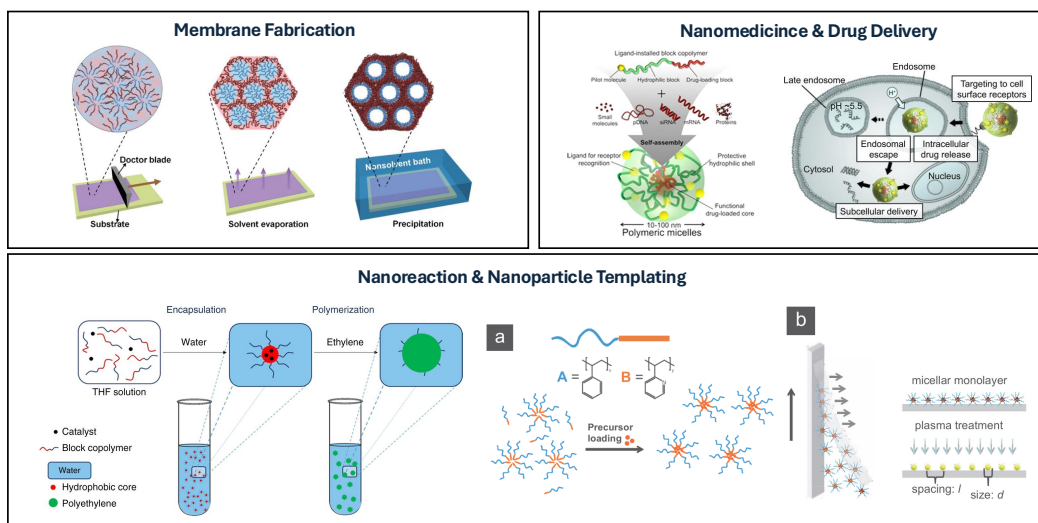 Membrane Fabrication
Doctor blade
Substrate
Solvent evaporation
Nonsolvent bath
Precipitation
Nanomedicince & Drug Delivery
Ligand-installed block copolymer
Pilot molecule
Hydrophilic block
Drug-loading block
+
Small
molecules
pDNA
siRNA
mRNA
Proteins
Self-assembly
Ligand for receptor
recognition
Protective
hydrophilic shell
Functional
drug-loaded core
10-100 nm
Polymeric micelles
Endosome
Late endosome
pH ~5.5
H⁺
Targeting to cell
surface receptors
Endosomal
escape
Intracellular
drug release
Cytosol
Nucleus
Subcellular delivery
Nanoreaction & Nanoparticle Templating
Encapsulation
Polymerization
Water
Ethylene
THF solution
Catalyst
Block copolymer
Water
Hydrophobic core
Polyethylene
a
A =
B =
N
Precursor
loading
b
micellar monolayer
plasma treatment
spacing: l
size: d